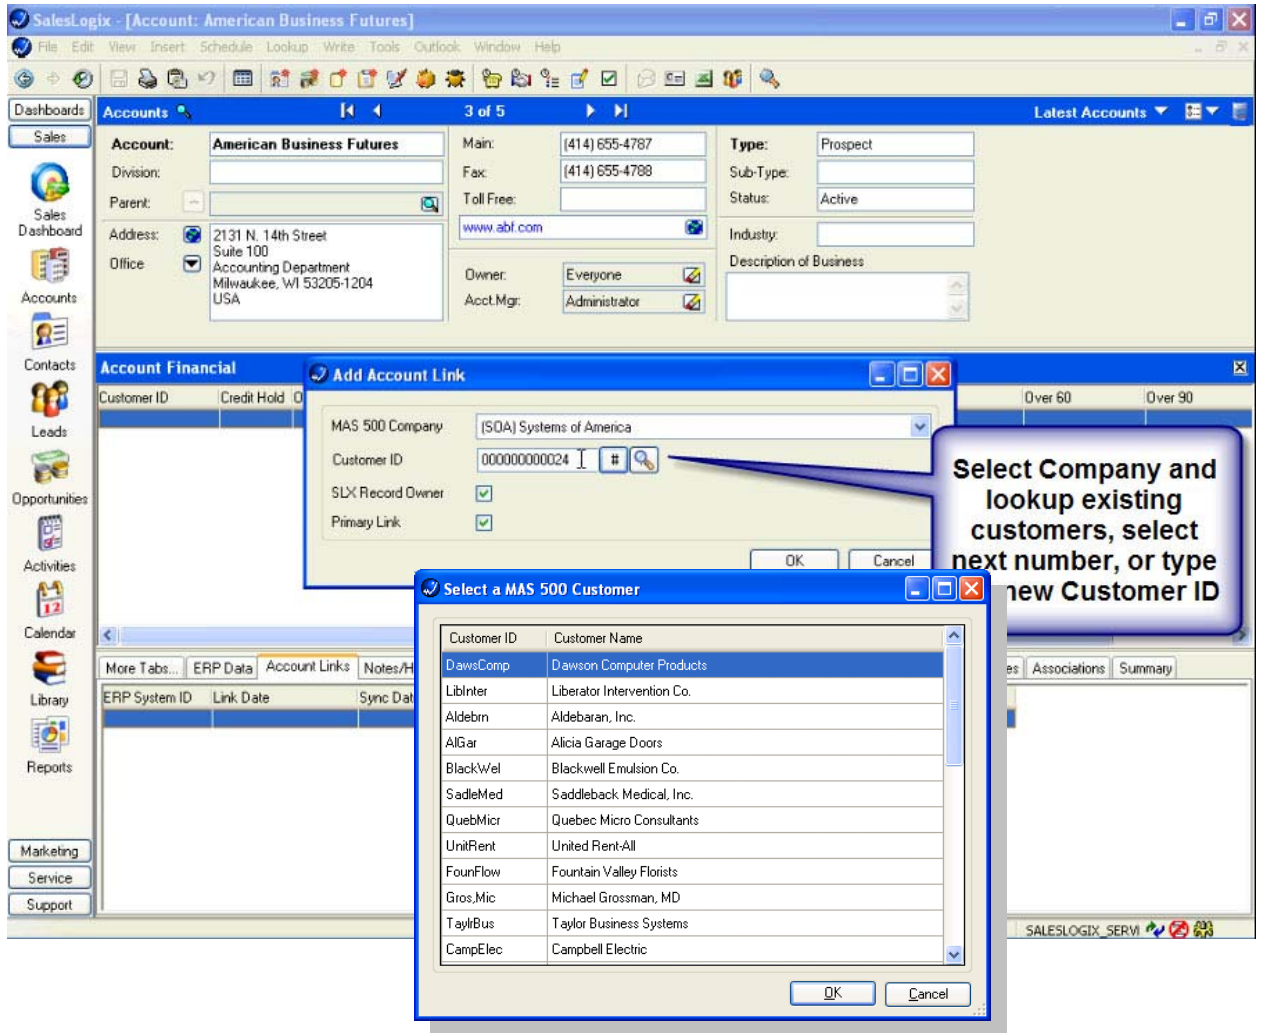 SalesLogix - [Account: American Business Futures]
File Edit View Insert Schedule Lookup Write Tools Outlook Window Help
Dashboards
Sales
Sales
Dashboard
Accounts
Contacts
Leads
Opportunities
Activities
12
Calendar
Library
Reports
Marketing
Service
Support
Accounts 3 of 5 Latest Accounts
Account: American Business Futures Main: (414) 655-4787 Type: Prospect
Division: Fax: (414) 655-4788 Sub-Type:
Parent: Toll Free: Status: Active
Address: 2131 N. 14th Street www.abf.com Industry:
Suite 100
Office Accounting Department Description of Business
Milwaukee, WI 53205-1204 Owner: Everyone
USA Acct.Mgr: Administrator
Account Financial
Customer ID Credit Hold O Over 60 Over 90
Add Account Link
MAS 500 Company (SOA) Systems of America
Customer ID 000000000024 #
SLX Record Owner
Primary Link
OK Cancel
Select Company and
lookup existing
customers, select
next number, or type
new Customer ID
More Tabs... ERP Data Account Links Notes/H es Associations Summary
ERP System ID Link Date Sync Dat
Select a MAS 500 Customer
Customer ID Customer Name
DawsComp Dawson Computer Products
LibInter Liberator Intervention Co.
Aldebrn Aldebaran, Inc.
AlGar Alicia Garage Doors
BlackWel Blackwell Emulsion Co.
SadleMed Saddleback Medical, Inc.
QuebMicr Quebec Micro Consultants
UnitRent United Rent-All
FounFlow Fountain Valley Florists
Gros,Mic Michael Grossman, MD
TaylrBus Taylor Business Systems
CampElec Campbell Electric
OK Cancel
SALESLOGIX_SERVI